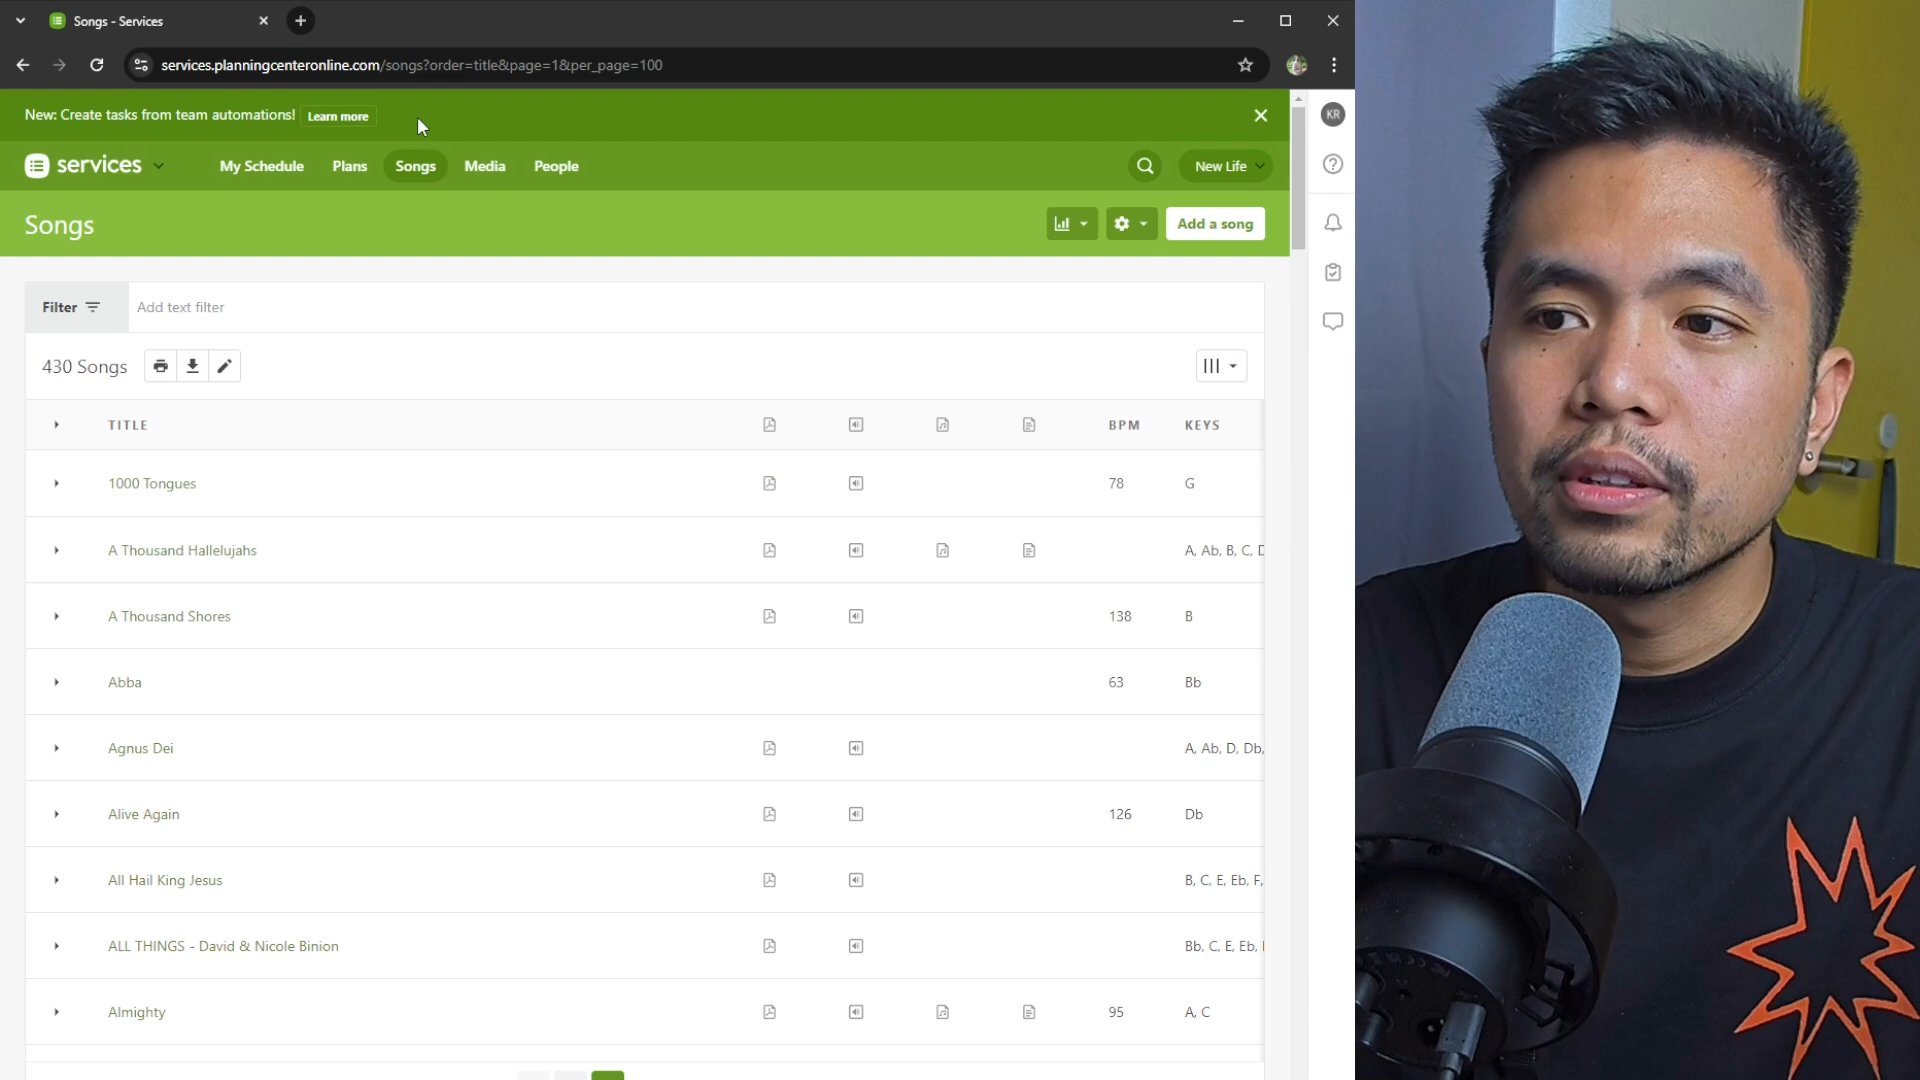 Songs - Services
services.planningcenteronline.com/songs?order=title&page=1&per_page=100
New: Create tasks from team automations! Learn more
KR
services My Schedule Plans Songs Media People New Life
Songs Add a song
Filter Add text filter
430 Songs
TITLE BPM KEYS
1000 Tongues 78 G
A Thousand Hallelujahs A, Ab, B, C,
A Thousand Shores 138 B
Abba 63 Bb
Agnus Dei A, Ab, D, Db,
Alive Again 126 Db
All Hail King Jesus B, C, E, Eb, F,
ALL THINGS - David & Nicole Binion Bb, C, E, Eb,
Almighty 95 A, C